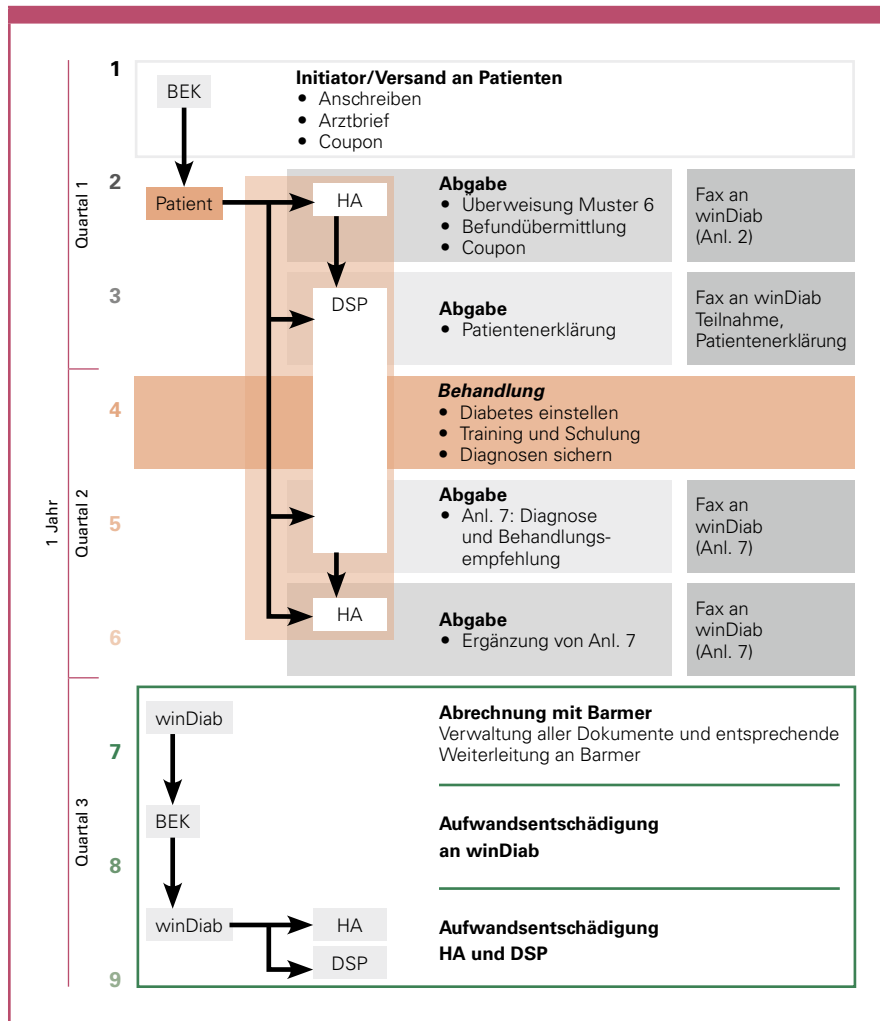 1 Jahr
Quartal 1
Quartal 2
Quartal 3
1
BEK
Initiator/Versand an Patienten
• Anschreiben
• Arztbrief
• Coupon
2
Patient
HA
Abgabe
• Überweisung Muster 6
• Befundübermittlung
• Coupon
Fax an
winDiab
(Anl. 2)
3
DSP
Abgabe
• Patientenerklärung
Fax an winDiab
Teilnahme,
Patientenerklärung
4
Behandlung
• Diabetes einstellen
• Training und Schulung
• Diagnosen sichern
5
Abgabe
• Anl. 7: Diagnose
und Behandlungs-
empfehlung
Fax an
winDiab
(Anl. 7)
6
HA
Abgabe
• Ergänzung von Anl. 7
Fax an
winDiab
(Anl. 7)
7
winDiab
Abrechnung mit Barmer
Verwaltung aller Dokumente und entsprechende
Weiterleitung an Barmer
8
BEK
Aufwandsentschädigung
an winDiab
9
winDiab
HA
DSP
Aufwandsentschädigung
HA und DSP